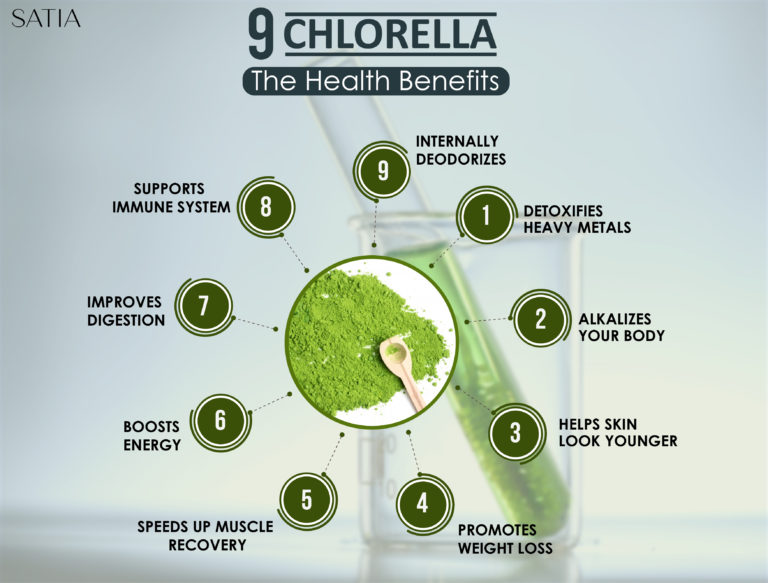 SATIA
9 CHLORELLA
The Health Benefits
9
INTERNALLY
DEODORIZES
1
DETOXIFIES
HEAVY METALS
2
ALKALIZES
YOUR BODY
3
HELPS SKIN
LOOK YOUNGER
4
PROMOTES
WEIGHT LOSS
5
SPEEDS UP MUSCLE
RECOVERY
6
BOOSTS
ENERGY
7
IMPROVES
DIGESTION
8
SUPPORTS
IMMUNE SYSTEM